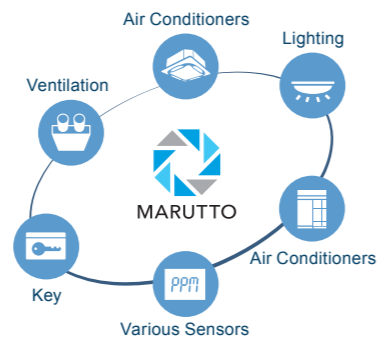 Air Conditioners
Lighting
Ventilation
MARUTTO
Air Conditioners
Key
PPM
Various Sensors